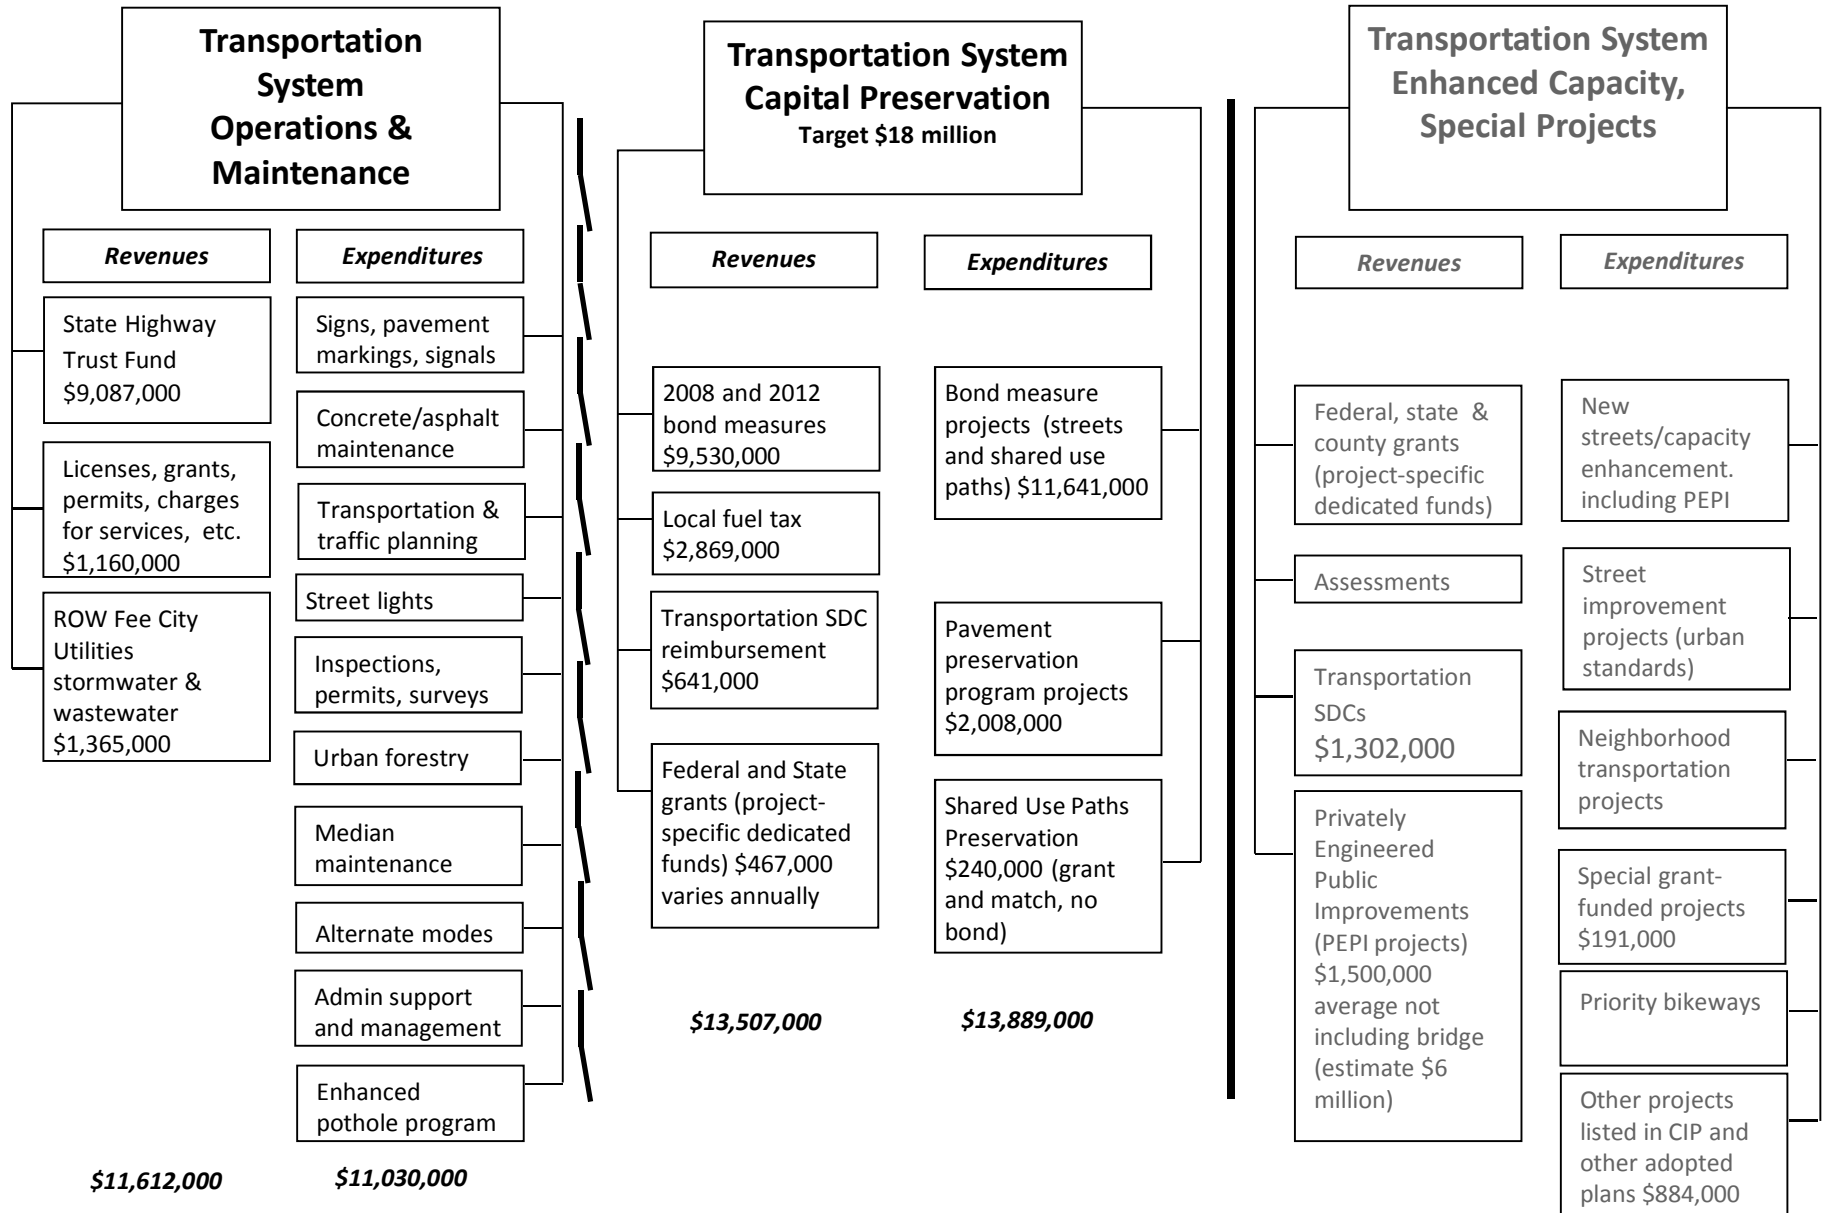 Transportation
System
Operations &
Maintenance
Revenues
State Highway
Trust Fund
$9,087,000
Licenses, grants,
permits, charges
for services, etc.
$1,160,000
ROW Fee City
Utilities
stormwater &
wastewater
$1,365,000
$11,612,000
Expenditures
Signs, pavement
markings, signals
Concrete/asphalt
maintenance
Transportation &
traffic planning
Street lights
Inspections,
permits, surveys
Urban forestry
Median
maintenance
Alternate modes
Admin support
and management
Enhanced
pothole program
$11,030,000
Transportation System
Capital Preservation
Target $18 million
Revenues
2008 and 2012
bond measures
$9,530,000
Local fuel tax
$2,869,000
Transportation SDC
reimbursement
$641,000
Federal and State
grants (project-
specific dedicated
funds) $467,000
varies annually
$13,507,000
Expenditures
Bond measure
projects (streets
and shared use
paths) $11,641,000
Pavement
preservation
program projects
$2,008,000
Shared Use Paths
Preservation
$240,000 (grant
and match, no
bond)
$13,889,000
Transportation System
Enhanced Capacity,
Special Projects
Revenues
Federal, state &
county grants
(project-specific
dedicated funds)
Assessments
Transportation
SDCs
$1,302,000
Privately
Engineered
Public
Improvements
(PEPI projects)
$1,500,000
average not
including bridge
(estimate $6
million)
Expenditures
New
streets/capacity
enhancement.
including PEPI
Street
improvement
projects (urban
standards)
Neighborhood
transportation
projects
Special grant-
funded projects
$191,000
Priority bikeways
Other projects
listed in CIP and
other adopted
plans $884,000